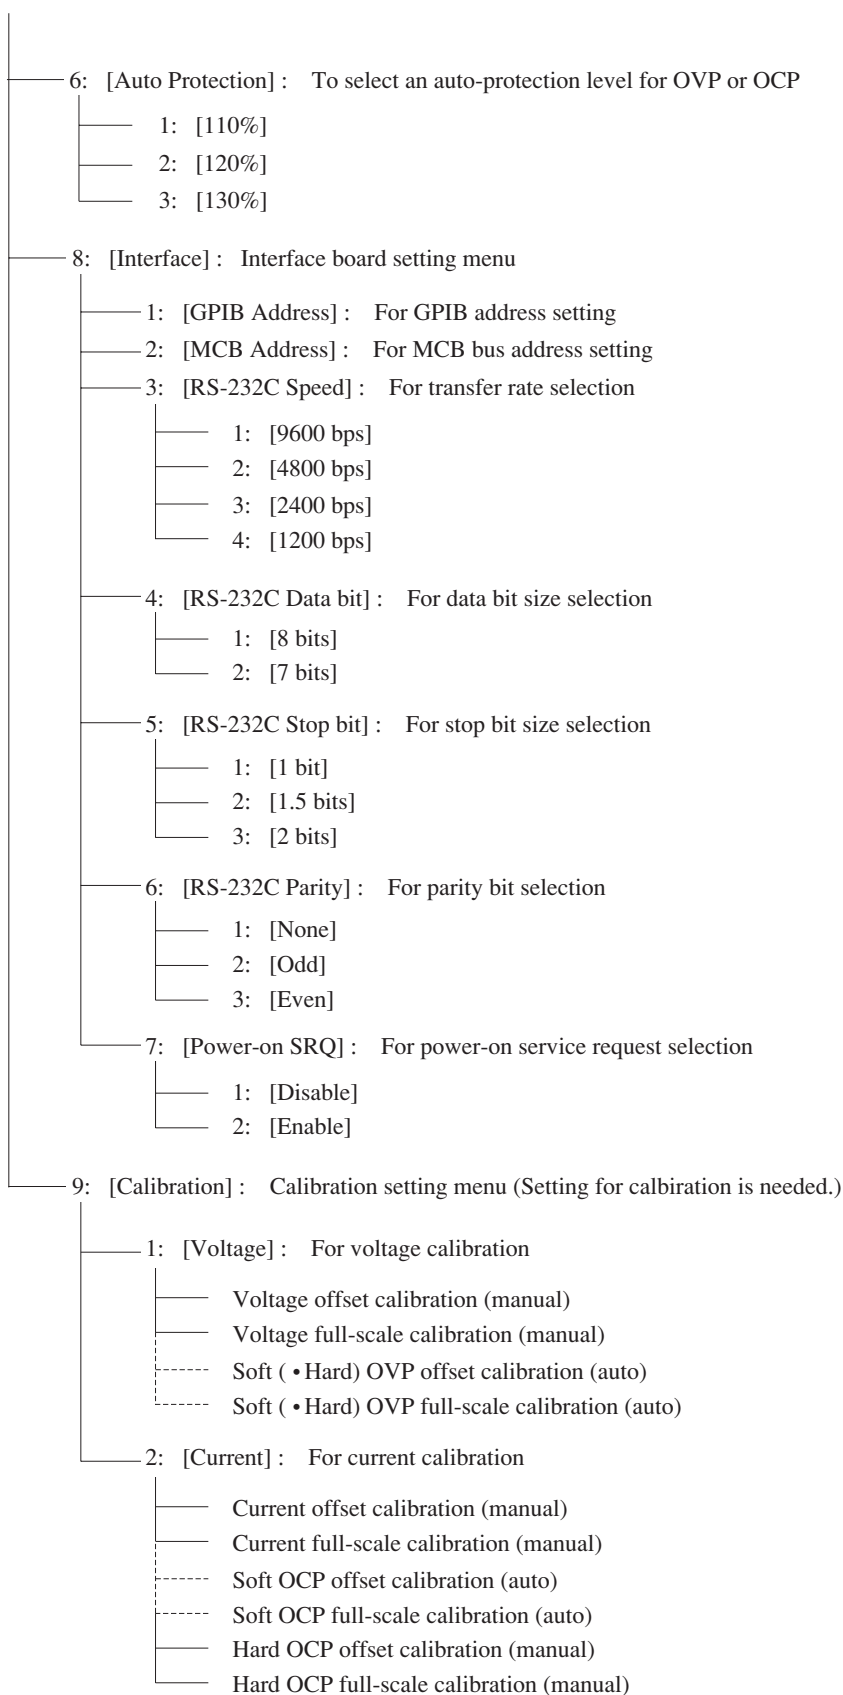 6: [Auto Protection] : To select an auto-protection level for OVP or OCP
1: [110%]
2: [120%]
3: [130%]
8: [Interface] : Interface board setting menu
1: [GPIB Address] : For GPIB address setting
2: [MCB Address] : For MCB bus address setting
3: [RS-232C Speed] : For transfer rate selection
1: [9600 bps]
2: [4800 bps]
3: [2400 bps]
4: [1200 bps]
4: [RS-232C Data bit] : For data bit size selection
1: [8 bits]
2: [7 bits]
5: [RS-232C Stop bit] : For stop bit size selection
1: [1 bit]
2: [1.5 bits]
3: [2 bits]
6: [RS-232C Parity] : For parity bit selection
1: [None]
2: [Odd]
3: [Even]
7: [Power-on SRQ] : For power-on service request selection
1: [Disable]
2: [Enable]
9: [Calibration] : Calibration setting menu (Setting for calbiration is needed.)
1: [Voltage] : For voltage calibration
Voltage offset calibration (manual)
Voltage full-scale calibration (manual)
Soft ( •Hard) OVP offset calibration (auto)
Soft ( •Hard) OVP full-scale calibration (auto)
2: [Current] : For current calibration
Current offset calibration (manual)
Current full-scale calibration (manual)
Soft OCP offset calibration (auto)
Soft OCP full-scale calibration (auto)
Hard OCP offset calibration (manual)
Hard OCP full-scale calibration (manual)